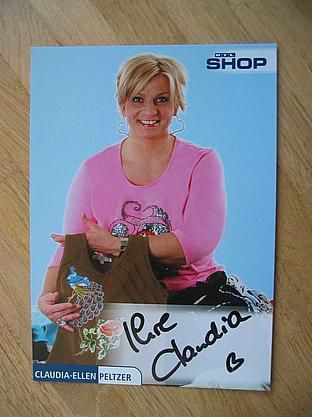 RTL
SHOP
Ihre
Claudia
CLAUDIA-ELLEN PELTZER